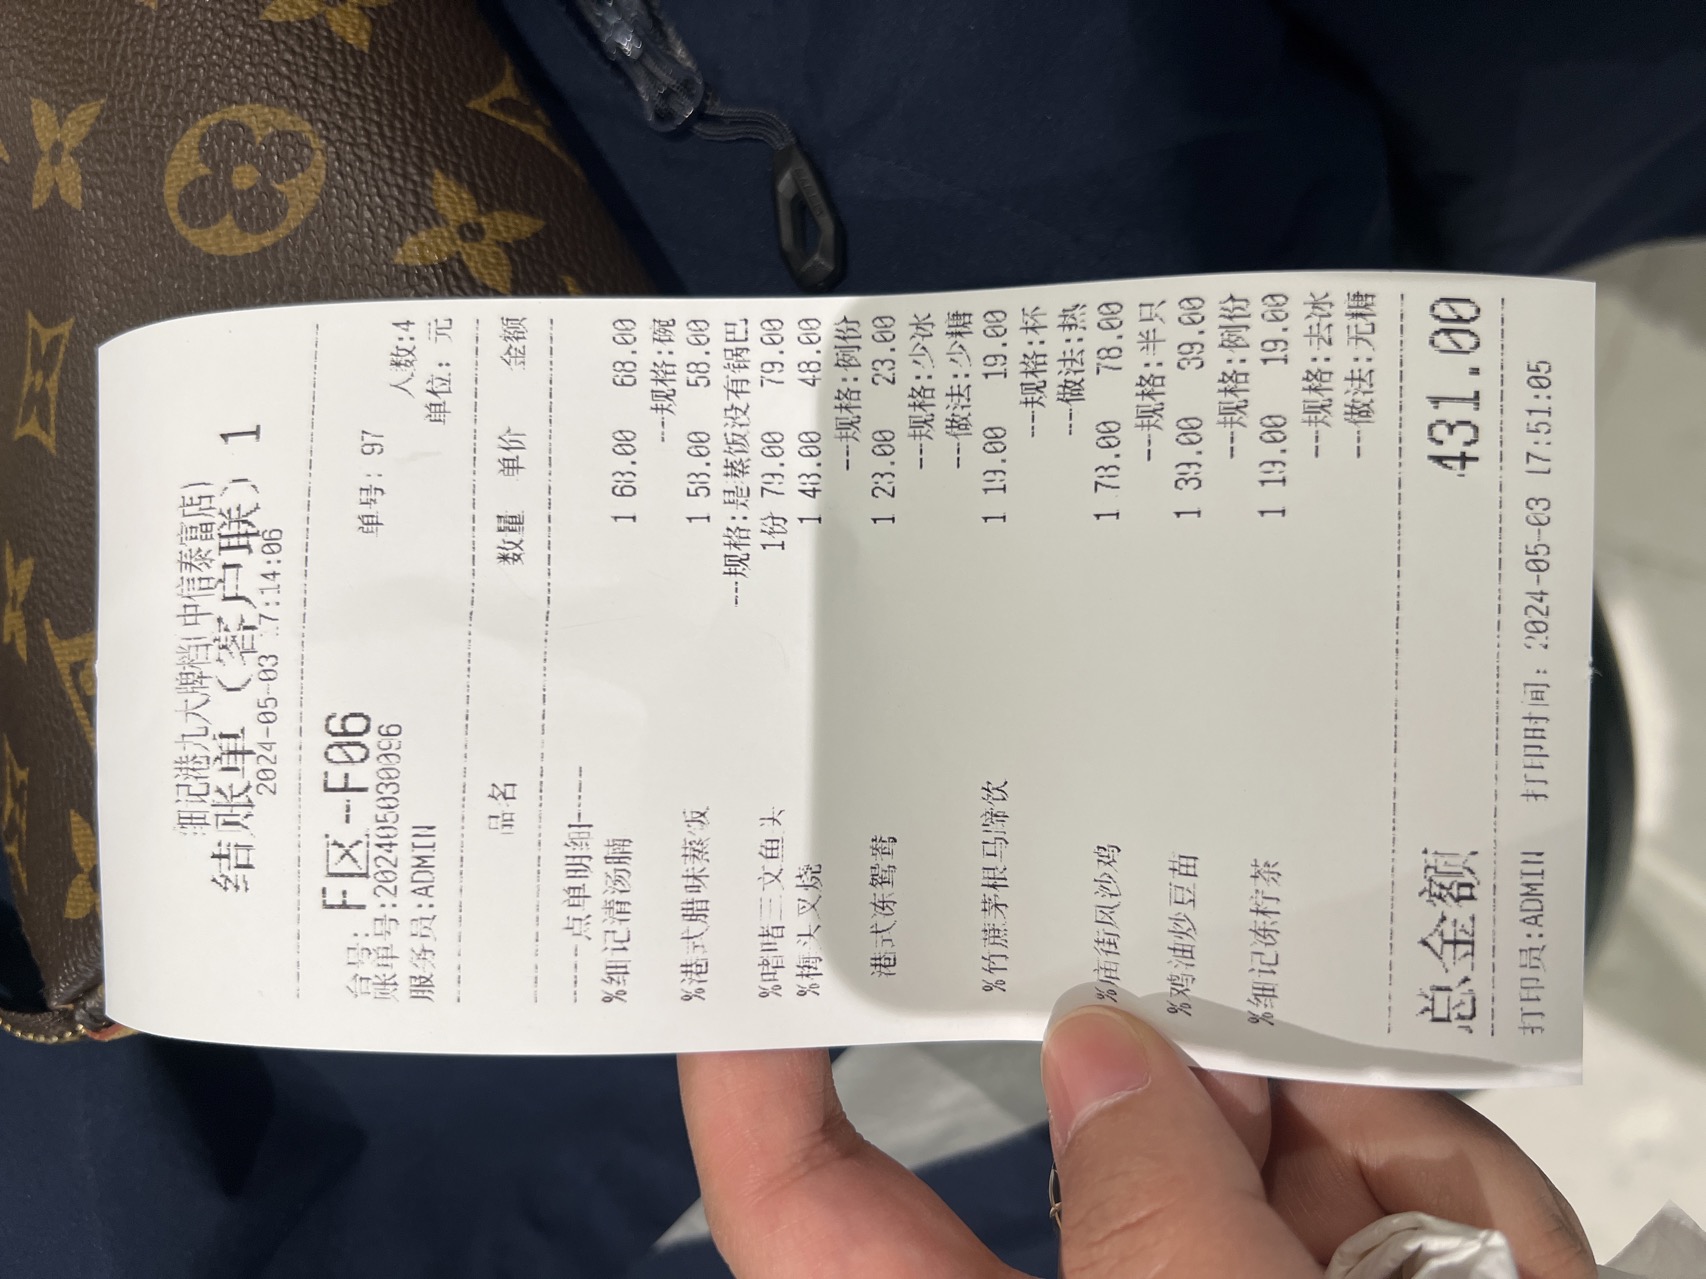 细记港九大牌档(中信泰富店)
结账单(客户联) 1
2024-05-03 17:14:06
台号: F区--F06 单号: 97
账单号:202405030096 人数:4
服务员:ADMIN 单位: 元
品名 数量 单价 金额
-----点单明细----
%细记清汤腩 1 68.00 68.00
---规格:碗
%港式腊味蒸饭 1 58.00 58.00
---规格:是蒸饭没有锅巴
%啫啫三文鱼头 1份 79.00 79.00
%梅头叉烧 1 48.00 48.00
---规格:例份
港式冻鸳鸯 1 23.00 23.00
---规格:少冰
---做法:少糖
%竹蔗茅根马蹄饮 1 19.00 19.00
---规格:杯
---做法:热
%南街风沙鸡 1 78.00 78.00
---规格:半只
%鸡油炒豆苗 1 39.00 39.00
---规格:例份
%细记冻柠茶 1 19.00 19.00
---规格:去冰
---做法:无糖
总金额 431.00
打印员:ADMIN 打印时间: 2024-05-03 17:51:05